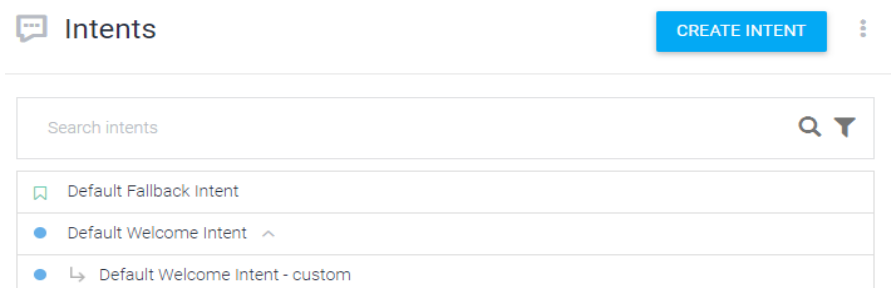 Intents
CREATE INTENT
Search intents
Default Fallback Intent
Default Welcome Intent
Default Welcome Intent - custom